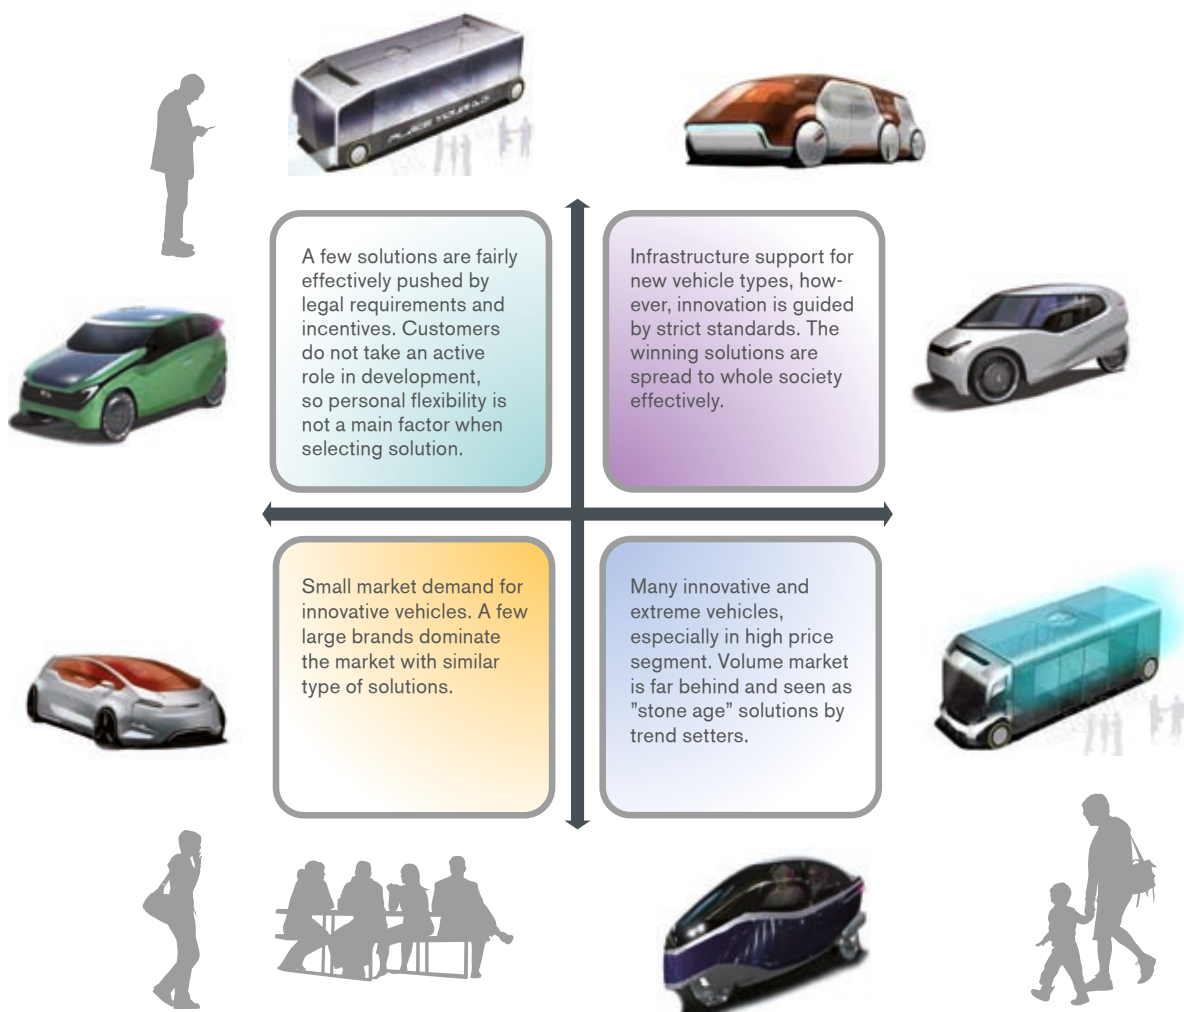 PLACE YOUR AD
A few solutions are fairly
effectively pushed by
legal requirements and
incentives. Customers
do not take an active
role in development,
so personal flexibility is
not a main factor when
selecting solution.
Infrastructure support for
new vehicle types, how-
ever, innovation is guided
by strict standards. The
winning solutions are
spread to whole society
effectively.
Small market demand for
innovative vehicles. A few
large brands dominate
the market with similar
type of solutions.
Many innovative and
extreme vehicles,
especially in high price
segment. Volume market
is far behind and seen as
”stone age” solutions by
trend setters.